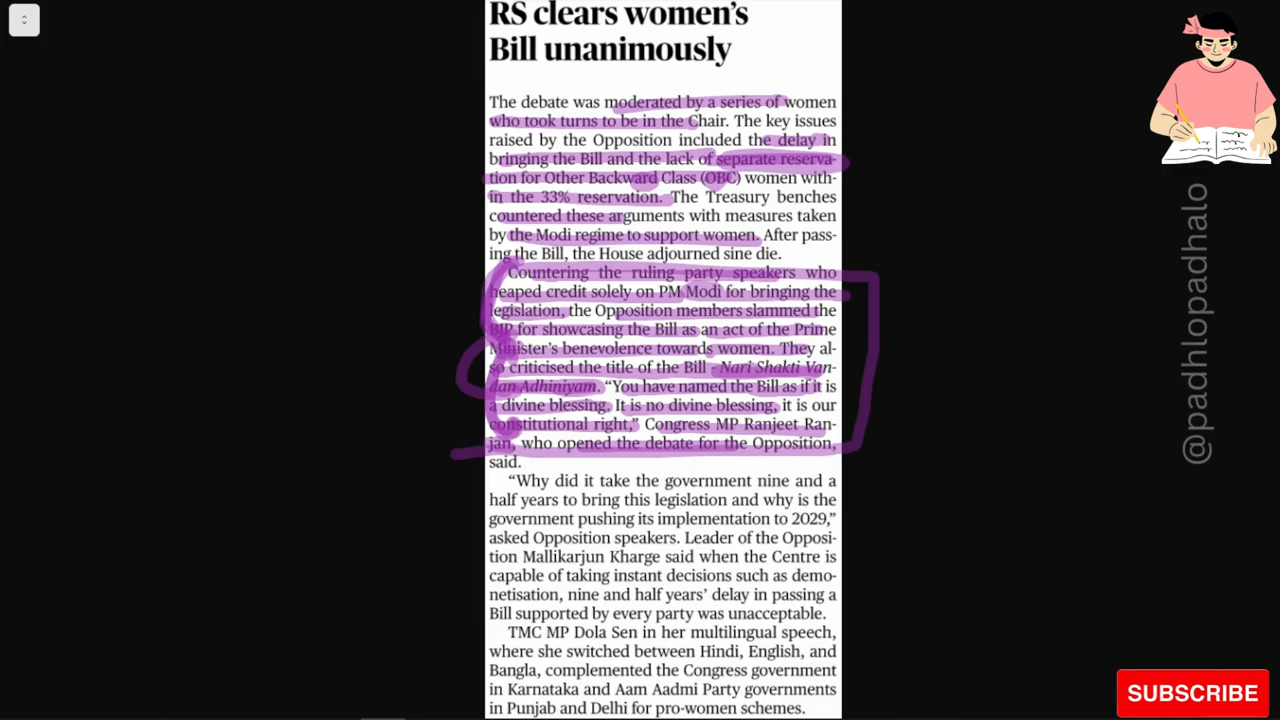 RS clears women's
Bill unanimously
The debate was moderated by a series of women
who took turns to be in the Chair. The key issues
raised by the Opposition included the delay in
bringing the Bill and the lack of separate reserva-
tion for Other Backward Class (OBC) women with-
in the 33% reservation. The Treasury benches
countered these arguments with measures taken
by the Modi regime to support women. After pass-
ing the Bill, the House adjourned sine die.
Countering the ruling party speakers who
heaped credit solely on PM Modi for bringing the
legislation, the Opposition members slammed the
BJP for showcasing the Bill as an act of the Prime
Minister's benevolence towards women. They al-
so criticised the title of the Bill - Nari Shakti Van-
dan Adhiniyam. “You have named the Bill as if it is
a divine blessing. It is no divine blessing, it is our
constitutional right,” Congress MP Ranjeet Ran-
jan, who opened the debate for the Opposition,
said.
“Why did it take the government nine and a
half years to bring this legislation and why is the
government pushing its implementation to 2029,”
asked Opposition speakers. Leader of the Opposi-
tion Mallikarjun Kharge said when the Centre is
capable of taking instant decisions such as demo-
netisation, nine and half years' delay in passing a
Bill supported by every party was unacceptable.
TMC MP Dola Sen in her multilingual speech,
where she switched between Hindi, English, and
Bangla, complemented the Congress government
in Karnataka and Aam Aadmi Party governments
in Punjab and Delhi for pro-women schemes.
@padhlopadhalo
SUBSCRIBE